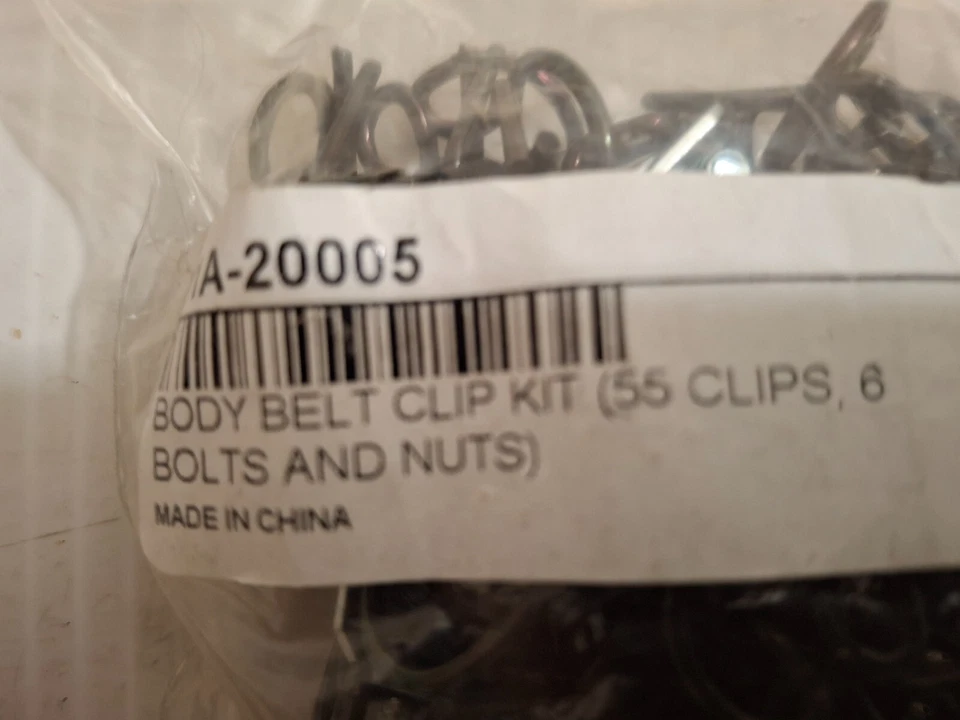 A-20005
BODY BELT CLIP KIT (55 CLIPS, 6
BOLTS AND NUTS)
MADE IN CHINA